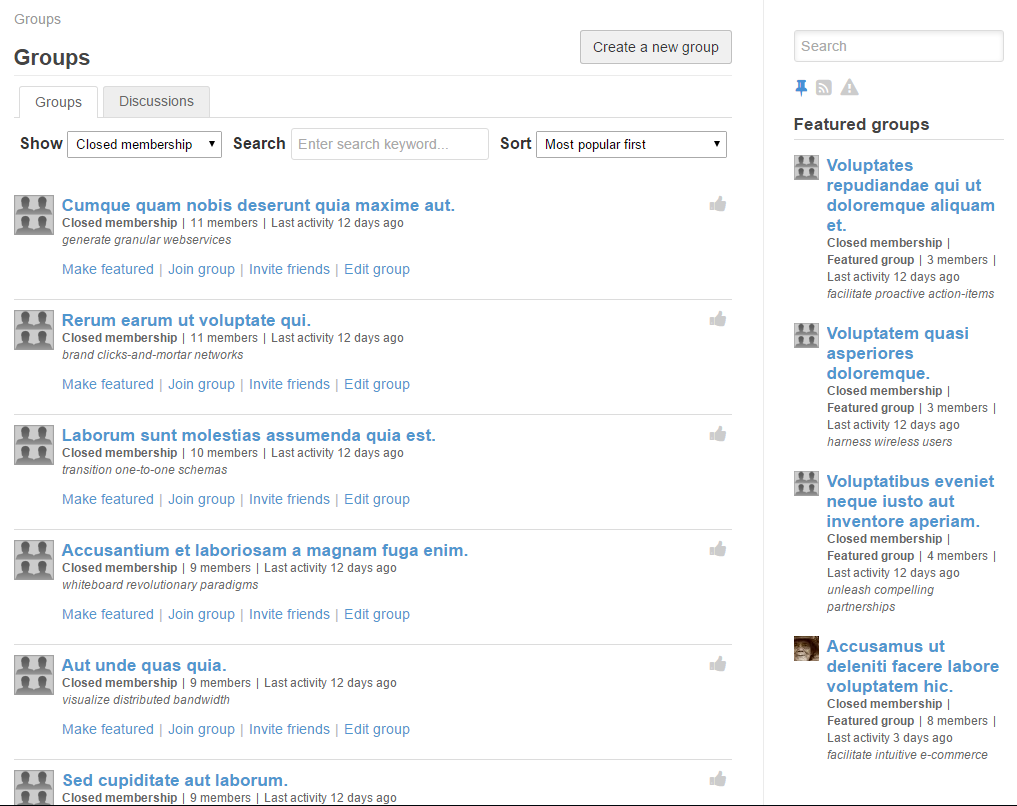 Groups
Groups
Create a new group
Groups
Discussions
Show Closed membership Search Enter search keyword... Sort Most popular first
Cumque quam nobis deserunt quia maxime aut.
Closed membership | 11 members | Last activity 12 days ago
generate granular webservices
Make featured | Join group | Invite friends | Edit group
Rerum earum ut voluptate qui.
Closed membership | 11 members | Last activity 12 days ago
brand clicks-and-mortar networks
Make featured | Join group | Invite friends | Edit group
Laborum sunt molestias assumenda quia est.
Closed membership | 10 members | Last activity 12 days ago
transition one-to-one schemas
Make featured | Join group | Invite friends | Edit group
Accusantium et laboriosam a magnam fuga enim.
Closed membership | 9 members | Last activity 12 days ago
whiteboard revolutionary paradigms
Make featured | Join group | Invite friends | Edit group
Aut unde quas quia.
Closed membership | 9 members | Last activity 12 days ago
visualize distributed bandwidth
Make featured | Join group | Invite friends | Edit group
Sed cupiditate aut laborum.
Closed membership | 9 members | Last activity 12 days ago
Search
Featured groups
Voluptates
repudiandae qui ut
doloremque aliquam
et.
Closed membership |
Featured group | 3 members |
Last activity 12 days ago
facilitate proactive action-items
Voluptatem quasi
asperiores
doloremque.
Closed membership |
Featured group | 3 members |
Last activity 12 days ago
harness wireless users
Voluptatibus eveniet
neque iusto aut
inventore aperiam.
Closed membership |
Featured group | 4 members |
Last activity 12 days ago
unleash compelling
partnerships
Accusamus ut
deleniti facere labore
voluptatem hic.
Closed membership |
Featured group | 8 members |
Last activity 3 days ago
facilitate intuitive e-commerce